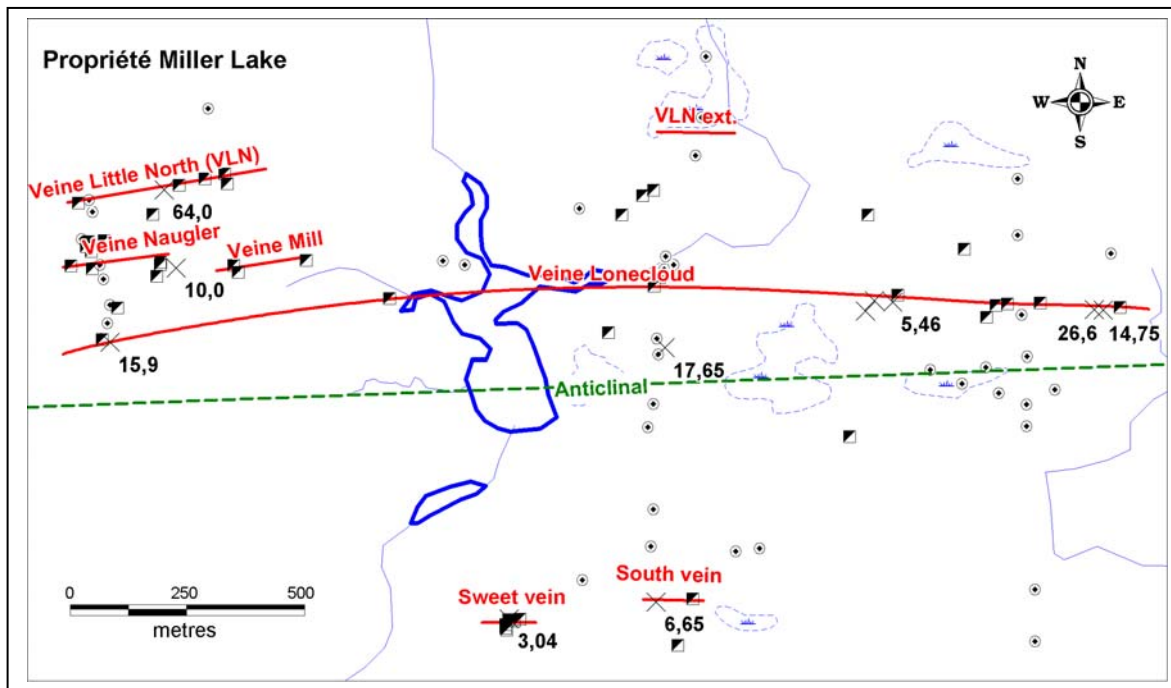 Propriété Miller Lake
N
W E
S
VLN ext.
Veine Little North (VLN)
64,0
Veine Naugler
Veine Mill
10,0
Veine Lonecloud
5,46
26,6
14,75
15,9
17,65
Anticlinal
South vein
Sweet vein
6,65
3,04
0 250 500
metres